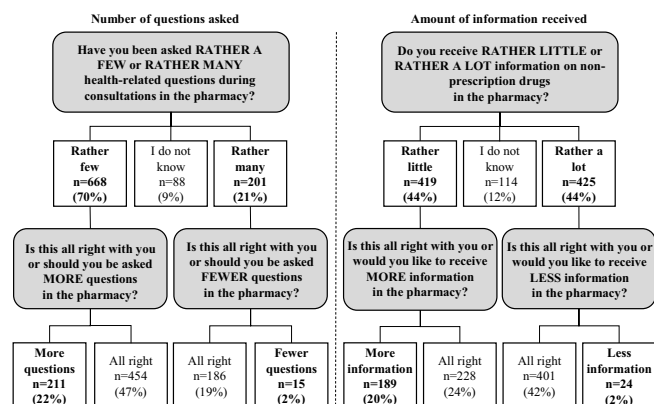 Number of questions asked
Have you been asked RATHER A
FEW or RATHER MANY
health-related questions during
consultations in the pharmacy?
Rather
few
n=668
(70%)
I do not
know
n=88
(9%)
Rather
many
n=201
(21%)
Is this all right with you
or should you be asked
MORE questions
in the pharmacy?
Is this all right with you
or should you be asked
FEWER questions
in the pharmacy?
More
questions
n=211
(22%)
All right
n=454
(47%)
All right
n=186
(19%)
Fewer
questions
n=15
(2%)
Amount of information received
Do you receive RATHER LITTLE or
RATHER A LOT information on non-
prescription drugs
in the pharmacy?
Rather
little
n=419
(44%)
I do not
know
n=114
(12%)
Rather a
lot
n=425
(44%)
Is this all right with you or
would you like to receive
MORE information
in the pharmacy?
Is this all right with you or
would you like to receive
LESS information
in the pharmacy?
More
information
n=189
(20%)
All right
n=228
(24%)
All right
n=401
(42%)
Less
information
n=24
(2%)